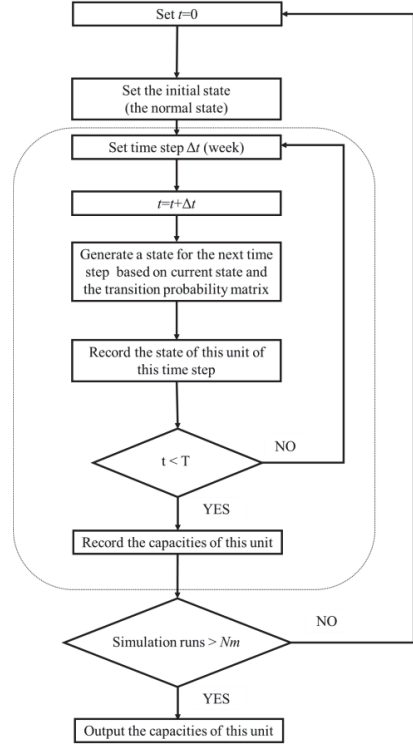 Set t=0
Set the initial state
(the normal state)
Set time step Δt (week)
t=t+Δt
Generate a state for the next time
step based on current state and
the transition probability matrix
Record the state of this unit of
this time step
t < T
NO
YES
Record the capacities of this unit
Simulation runs > Nm
NO
YES
Output the capacities of this unit